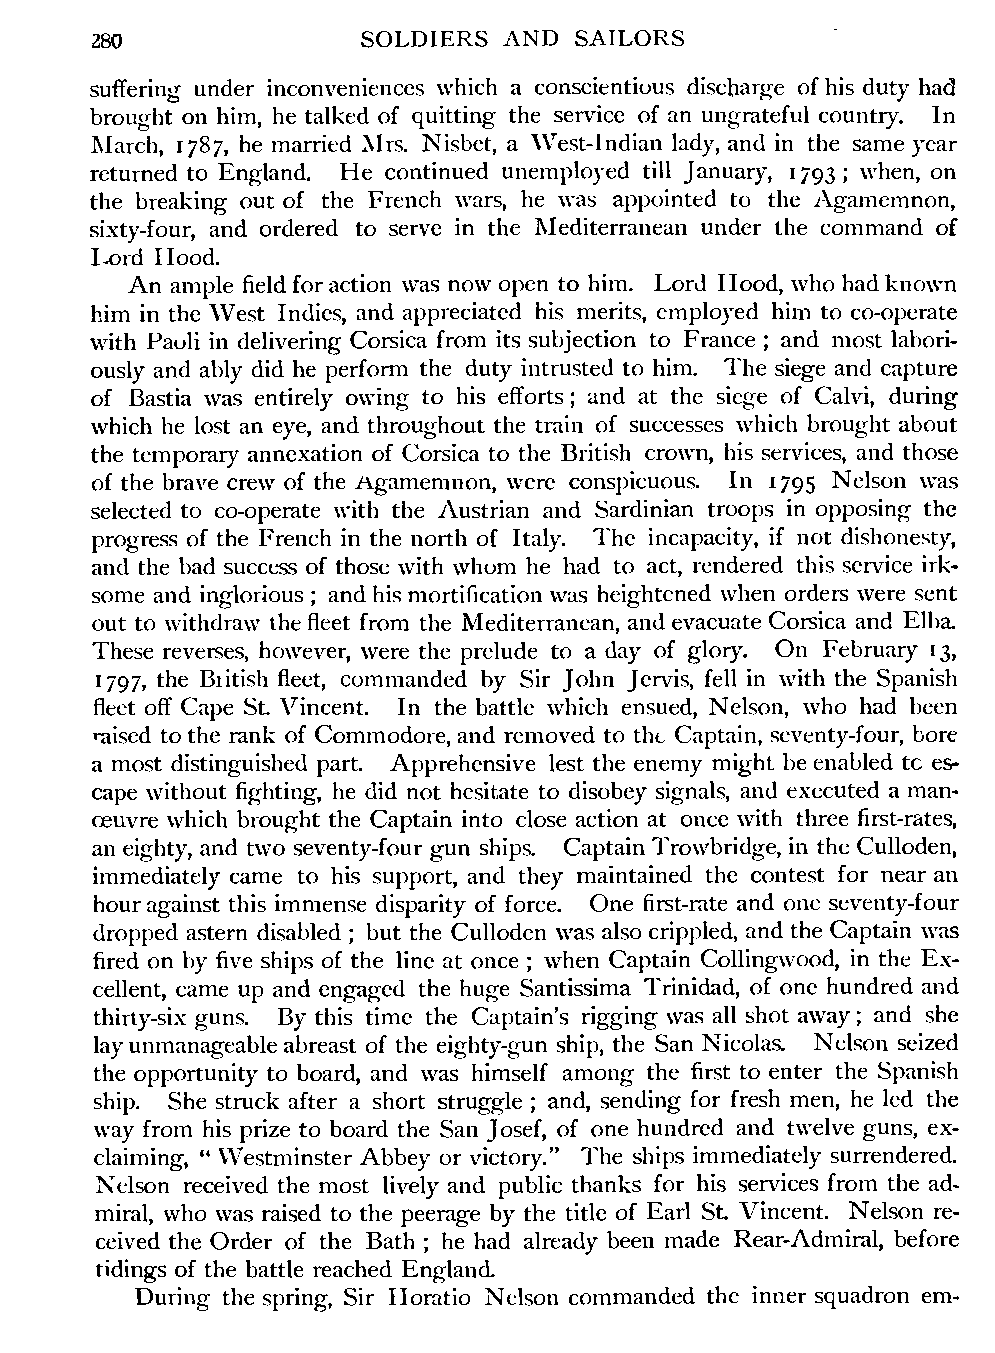 280 SOLDIERS AND SAILORS
suffering under inconveniences which a conscientious discharge of his duty had
brought on him, he talked of quitting the service of an ungrateful country. In
March, 1787, he married Mrs. Nisbet, a West-Indian lady, and in the same year
returned to England. He continued unemployed till January, 1793; when, on
the breaking out of the French wars, he was appointed to the Agamemnon,
sixty-four, and ordered to serve in the Mediterranean under the command of
Lord Hood.
An ample field for action was now open to him. Lord Hood, who had known
him in the West Indies, and appreciated his merits, employed him to co-operate
with Paoli in delivering Corsica from its subjection to France; and most labori-
ously and ably did he perform the duty intrusted to him. The siege and capture
of Bastia was entirely owing to his efforts; and at the siege of Calvi, during
which he lost an eye, and throughout the train of successes which brought about
the temporary annexation of Corsica to the British crown, his services, and those
of the brave crew of the Agamemnon, were conspicuous. In 1795 Nelson was
selected to co-operate with the Austrian and Sardinian troops in opposing the
progress of the French in the north of Italy. The incapacity, if not dishonesty,
and the bad success of those with whom he had to act, rendered this service irk-
some and inglorious; and his mortification was heightened when orders were sent
out to withdraw the fleet from the Mediterranean, and evacuate Corsica and Elba.
These reverses, however, were the prelude to a day of glory. On February 13,
1797, the British fleet, commanded by Sir John Jervis, fell in with the Spanish
fleet off Cape St. Vincent. In the battle which ensued, Nelson, who had been
raised to the rank of Commodore, and removed to the Captain, seventy-four, bore
a most distinguished part. Apprehensive lest the enemy might be enabled to es-
cape without fighting, he did not hesitate to disobey signals, and executed a man-
œuvre which brought the Captain into close action at once with three first-rates,
an eighty, and two seventy-four gun ships. Captain Trowbridge, in the Culloden,
immediately came to his support, and they maintained the contest for near an
hour against this immense disparity of force. One first-rate and one seventy-four
dropped astern disabled; but the Culloden was also crippled, and the Captain was
fired on by five ships of the line at once; when Captain Collingwood, in the Ex-
cellent, came up and engaged the huge Santissima Trinidad, of one hundred and
thirty-six guns. By this time the Captain's rigging was all shot away; and she
lay unmanageable abreast of the eighty-gun ship, the San Nicolas. Nelson seized
the opportunity to board, and was himself among the first to enter the Spanish
ship. She struck after a short struggle; and, sending for fresh men, he led the
way from his prize to board the San Josef, of one hundred and twelve guns, ex-
claiming, “Westminster Abbey or victory.” The ships immediately surrendered.
Nelson received the most lively and public thanks for his services from the ad-
miral, who was raised to the peerage by the title of Earl St. Vincent. Nelson re-
ceived the Order of the Bath; he had already been made Rear-Admiral, before
tidings of the battle reached England.
During the spring, Sir Horatio Nelson commanded the inner squadron em-